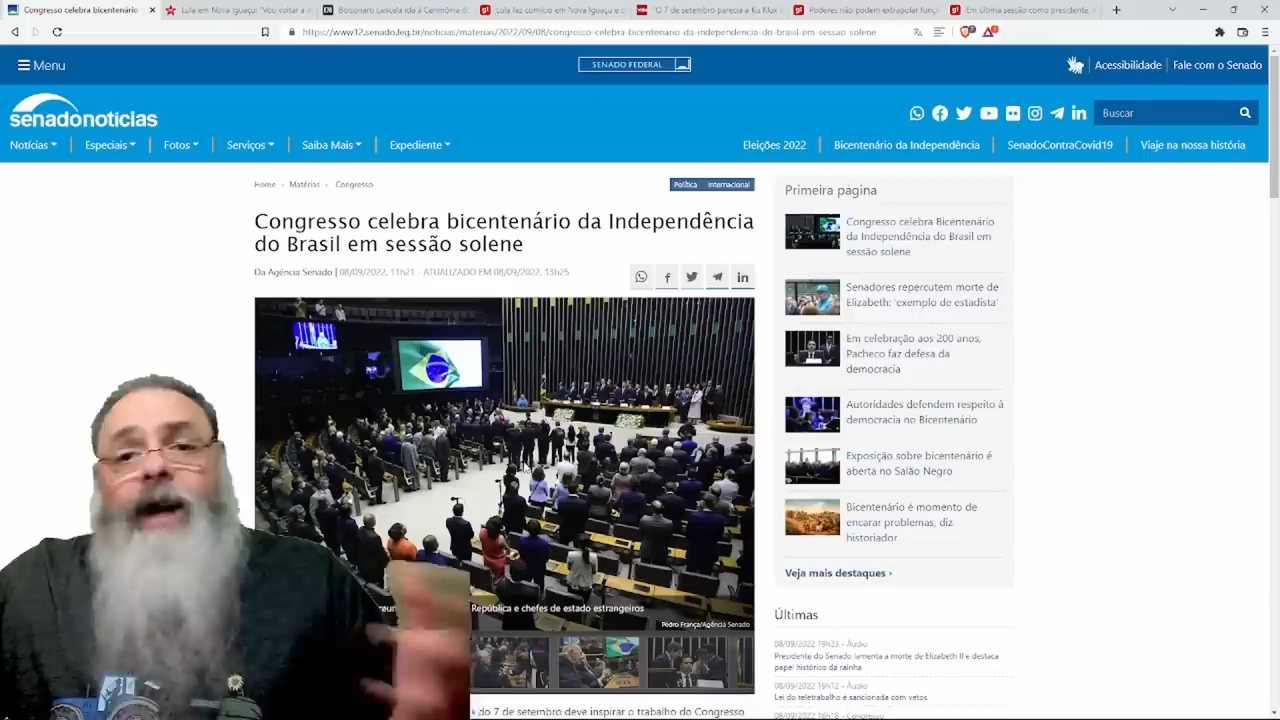 Congresso celebra bicentenário
Lula em Nova Iguaçu: "Vou voltar a
Bolsonaro cancela ida à Cerimônia d
Lula faz comício em Nova Iguaçu e c
"O 7 de setembro parecia a Ku Klux
Poderes não podem extrapolar funçõ
Em última sessão como presidente,
https://www12.senado.leg.br/noticias/materias/2022/09/08/congresso-celebra-bicentenario-da-independencia-do-brasil-em-sessao-solene
Menu
SENADO FEDERAL
Acessibilidade
Fale com o Senado
senadonotícias
Buscar
Notícias
Especiais
Fotos
Serviços
Saiba Mais
Expediente
Eleições 2022
Bicentenário da Independência
SenadoContraCovid19
Viaje na nossa história
Home › Matérias › Congresso
Política
Internacional
Congresso celebra bicentenário da Independência
do Brasil em sessão solene
Da Agência Senado | 08/09/2022, 11h21 - ATUALIZADO EM 08/09/2022, 13h25
República e chefes de estado estrangeiros
Pedro França/Agência Senado
do 7 de setembro deve inspirar o trabalho do Congresso
Primeira página
Congresso celebra Bicentenário
da Independência do Brasil em
sessão solene
Senadores repercutem morte de
Elizabeth: 'exemplo de estadista'
Em celebração aos 200 anos,
Pacheco faz defesa da
democracia
Autoridades defendem respeito à
democracia no Bicentenário
Exposição sobre bicentenário é
aberta no Salão Negro
Bicentenário é momento de
encarar problemas, diz
historiador
Veja mais destaques
Últimas
08/09/2022 19h23 - Áudio
Presidente do Senado lamenta a morte de Elizabeth II e destaca
papel histórico da rainha
08/09/2022 19h12 - Áudio
Lei do teletrabalho é sancionada com vetos
08/09/2022 18h18 - Congresso